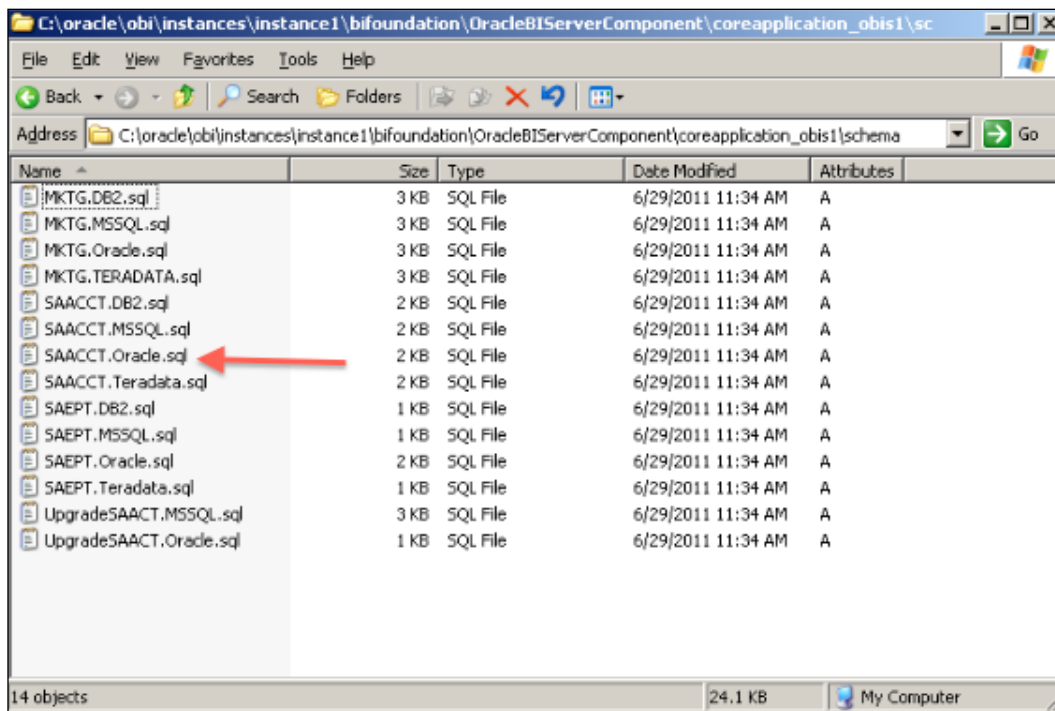 C:\oracle\obi\instances\instance1\bifoundation\OracleBIServerComponent\coreapplication_obis1\sc
File Edit View Favorites Tools Help
Back Search Folders
Address C:\oracle\obi\instances\instance1\bifoundation\OracleBIServerComponent\coreapplication_obis1\schema Go
Name Size Type Date Modified Attributes
MKTG.DB2.sql 3 KB SQL File 6/29/2011 11:34 AM A
MKTG.MSSQL.sql 3 KB SQL File 6/29/2011 11:34 AM A
MKTG.Oracle.sql 3 KB SQL File 6/29/2011 11:34 AM A
MKTG.TERADATA.sql 3 KB SQL File 6/29/2011 11:34 AM A
SAACCT.DB2.sql 2 KB SQL File 6/29/2011 11:34 AM A
SAACCT.MSSQL.sql 2 KB SQL File 6/29/2011 11:34 AM A
SAACCT.Oracle.sql 2 KB SQL File 6/29/2011 11:34 AM A
SAACCT.Teradata.sql 2 KB SQL File 6/29/2011 11:34 AM A
SAEPT.DB2.sql 1 KB SQL File 6/29/2011 11:34 AM A
SAEPT.MSSQL.sql 1 KB SQL File 6/29/2011 11:34 AM A
SAEPT.Oracle.sql 2 KB SQL File 6/29/2011 11:34 AM A
SAEPT.Teradata.sql 1 KB SQL File 6/29/2011 11:34 AM A
UpgradeSAACT.MSSQL.sql 3 KB SQL File 6/29/2011 11:34 AM A
UpgradeSAACT.Oracle.sql 1 KB SQL File 6/29/2011 11:34 AM A
14 objects 24.1 KB My Computer